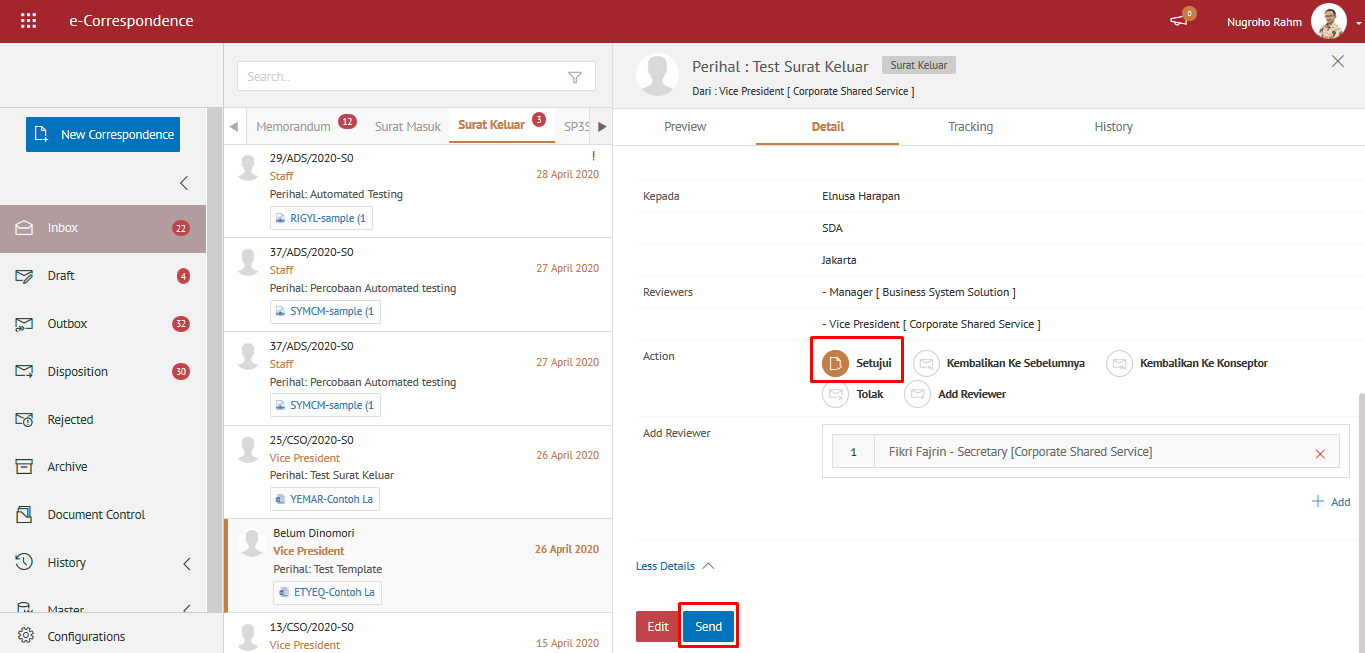 e-Correspondence
0
Nugroho Rahm
New Correspondence
Inbox 22
Draft 4
Outbox 32
Disposition 30
Rejected
Archive
Document Control
History
Master
Configurations
Search..
Memorandum 12 Surat Masuk Surat Keluar 3 SP3S
29/ADS/2020-S0 !
Staff 28 April 2020
Perihal: Automated Testing
RIGYL-sample (1
37/ADS/2020-S0
Staff 27 April 2020
Perihal: Percobaan Automated testing
SYMCM-sample (1
37/ADS/2020-S0
Staff 27 April 2020
Perihal: Percobaan Automated testing
SYMCM-sample (1
25/CSO/2020-S0
Vice President 26 April 2020
Perihal: Test Surat Keluar
YEMAR-Contoh La
Belum Dinomori
Vice President 26 April 2020
Perihal: Test Template
ETYEQ-Contoh La
13/CSO/2020-S0
Vice President 15 April 2020
Perihal : Test Surat Keluar Surat Keluar
Dari : Vice President [ Corporate Shared Service ]
Preview Detail Tracking History
Kepada Elnusa Harapan
SDA
Jakarta
Reviewers - Manager [ Business System Solution ]
- Vice President [ Corporate Shared Service ]
Action Setujui Kembalikan Ke Sebelumnya Kembalikan Ke Konseptor
Tolak Add Reviewer
Add Reviewer
1 Fikri Fajrin - Secretary [Corporate Shared Service]
Add
Less Details
Edit Send